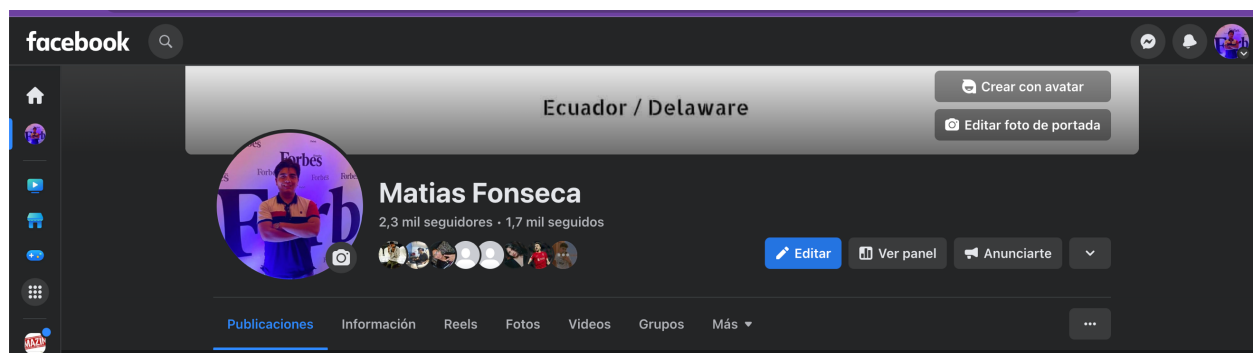 facebook
Ecuador / Delaware
Crear con avatar
Editar foto de portada
Forbes
Matias Fonseca
2,3 mil seguidores · 1,7 mil seguidos
Editar
Ver panel
Anunciarte
Publicaciones
Información
Reels
Fotos
Videos
Grupos
Más